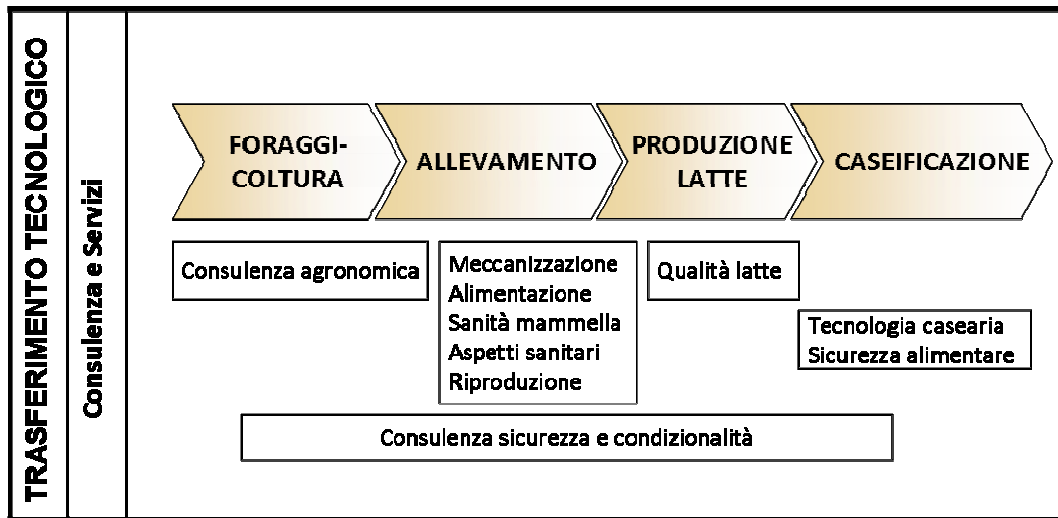 TRASFERIMENTO TECNOLOGICO
Consulenza e Servizi
FORAGGI-
COLTURA
ALLEVAMENTO
PRODUZIONE
LATTE
CASEIFICAZIONE
Consulenza agronomica
Meccanizzazione
Alimentazione
Sanità mammella
Aspetti sanitari
Riproduzione
Qualità latte
Tecnologia casearia
Sicurezza alimentare
Consulenza sicurezza e condizionalità